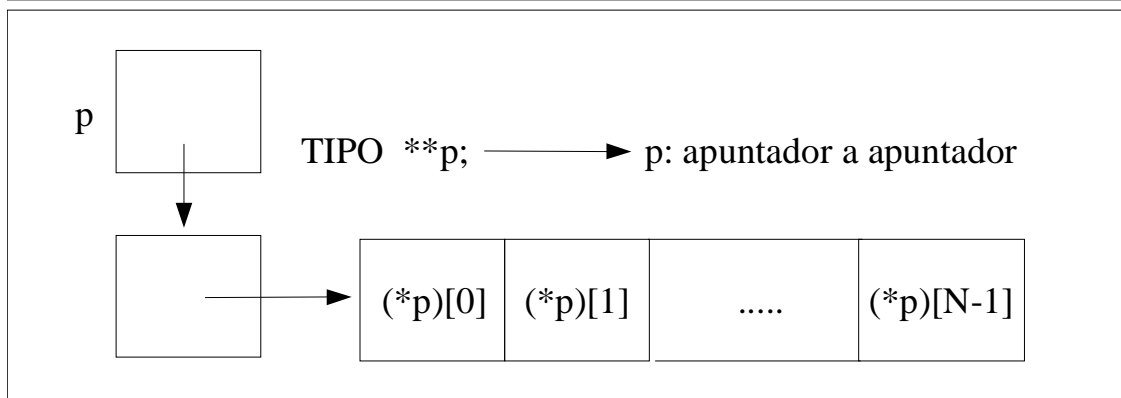 p
TIPO **p; p: apuntador a apuntador
(*p)[0] (*p)[1] ..... (*p)[N-1]